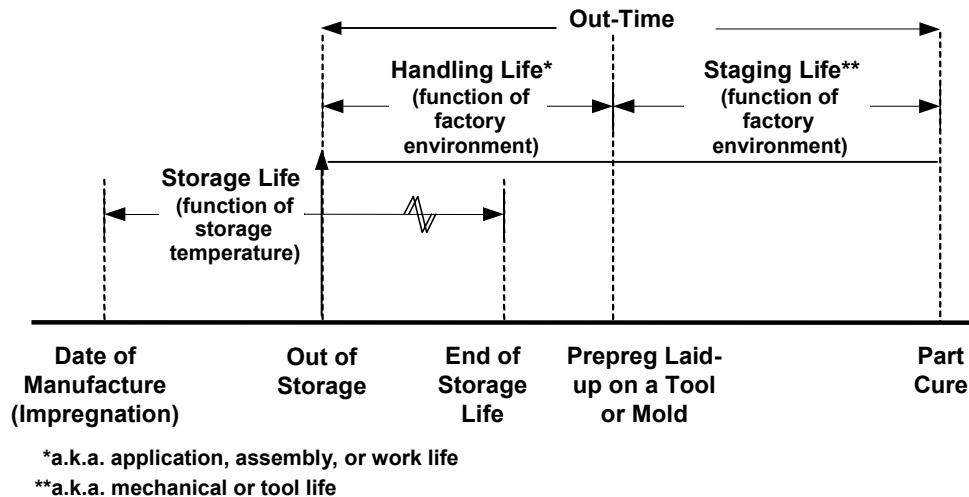 Out-Time
Handling Life*
(function of
factory
environment)
Staging Life**
(function of
factory
environment)
Storage Life
(function of
storage
temperature)
Date of
Manufacture
(Impregnation)
Out of
Storage
End of
Storage
Life
Prepreg Laid-
up on a Tool
or Mold
Part
Cure
*a.k.a. application, assembly, or work life
**a.k.a. mechanical or tool life